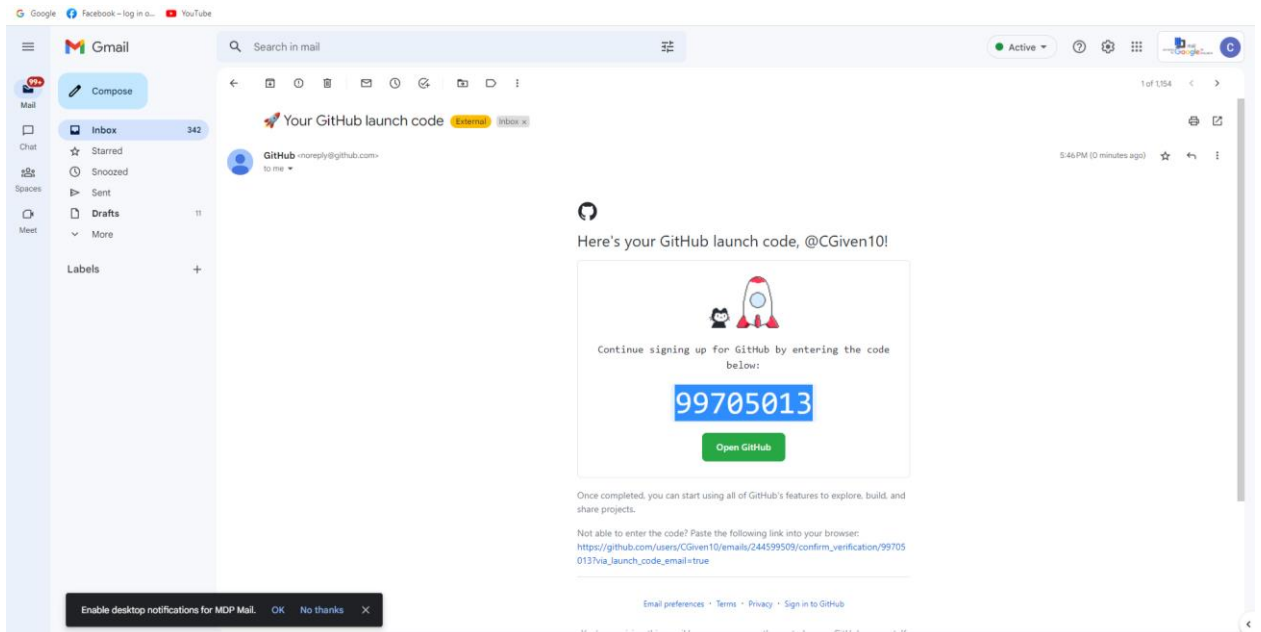 Google Facebook – log in o... YouTube
Gmail
Search in mail
Active
C
99+
Mail
Compose
1 of 1,154
Inbox 342
🚀 Your GitHub launch code External Inbox x
Chat
Starred
GitHub <noreply@github.com>
5:46 PM (0 minutes ago)
to me
Snoozed
Spaces
Sent
Drafts 11
Meet
More
Labels +
Here's your GitHub launch code, @CGiven10!
Continue signing up for GitHub by entering the code
below:
99705013
Open GitHub
Once completed, you can start using all of GitHub's features to explore, build, and
share projects.
Not able to enter the code? Paste the following link into your browser:
https://github.com/users/CGiven10/emails/244599509/confirm_verification/99705
013?via_launch_code_email=true
Email preferences · Terms · Privacy · Sign in to GitHub
Enable desktop notifications for MDP Mail. OK No thanks X